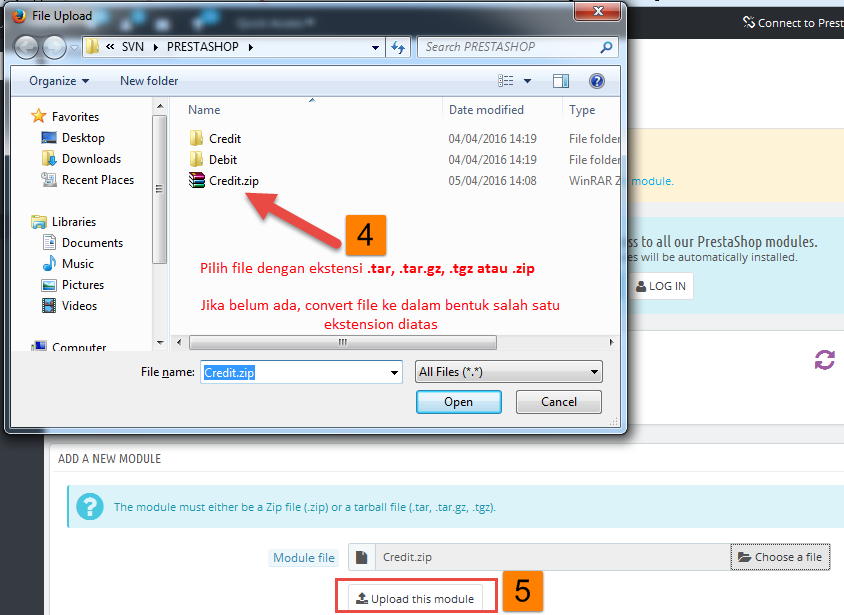 File Upload
Connect to Prest
« SVN PRESTASHOP
Search PRESTASHOP
Organize
New folder
Name
Date modified
Type
Favorites
Desktop
Downloads
Recent Places
Libraries
Documents
Music
Pictures
Videos
Computer
Credit 04/04/2016 14:19 File folder
Debit 04/04/2016 14:19 File folder
Credit.zip 05/04/2016 14:08 WinRAR Z
4
Pilih file dengan ekstensi .tar, .tar.gz, .tgz atau .zip
Jika belum ada, convert file ke dalam bentuk salah satu
ekstension diatas
module.
ss to all our PrestaShop modules.
es will be automatically installed.
LOG IN
File name: Credit.zip
All Files (*.*)
Open
Cancel
ADD A NEW MODULE
? The module must either be a Zip file (.zip) or a tarball file (.tar, .tar.gz, .tgz).
Module file
Credit.zip
Choose a file
Upload this module
5